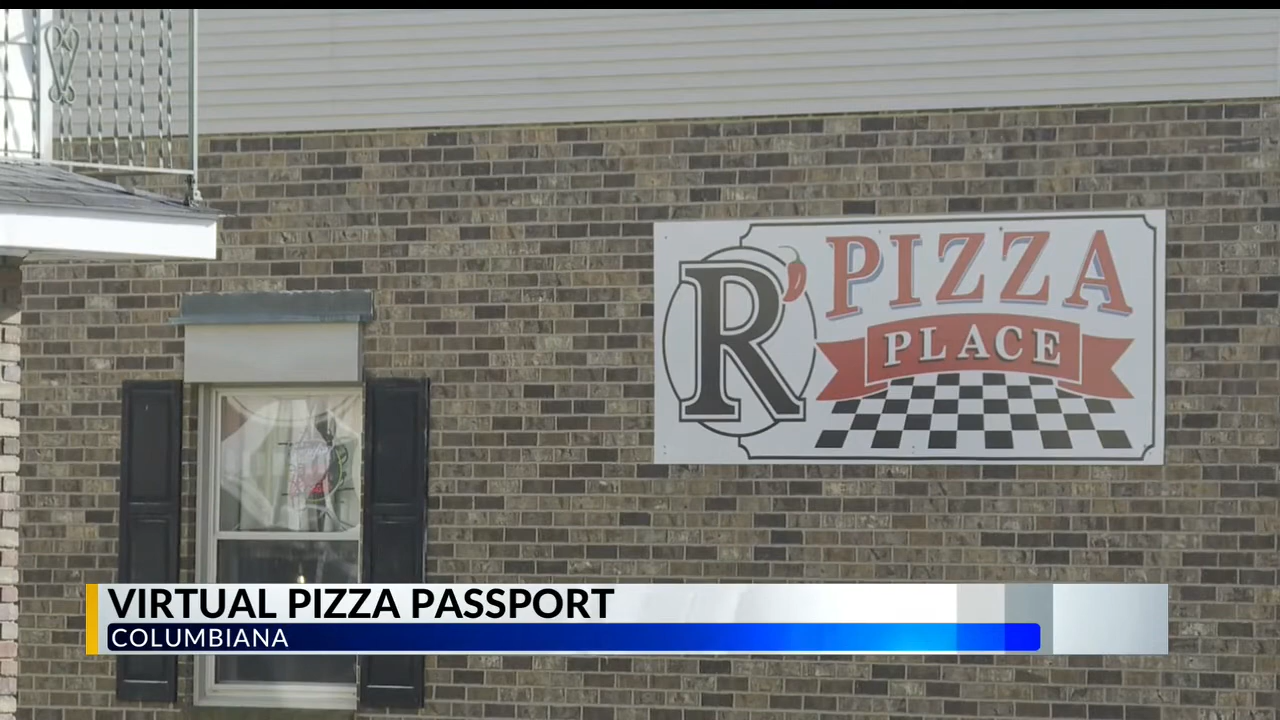 R' PIZZA
PLACE
VIRTUAL PIZZA PASSPORT
COLUMBIANA